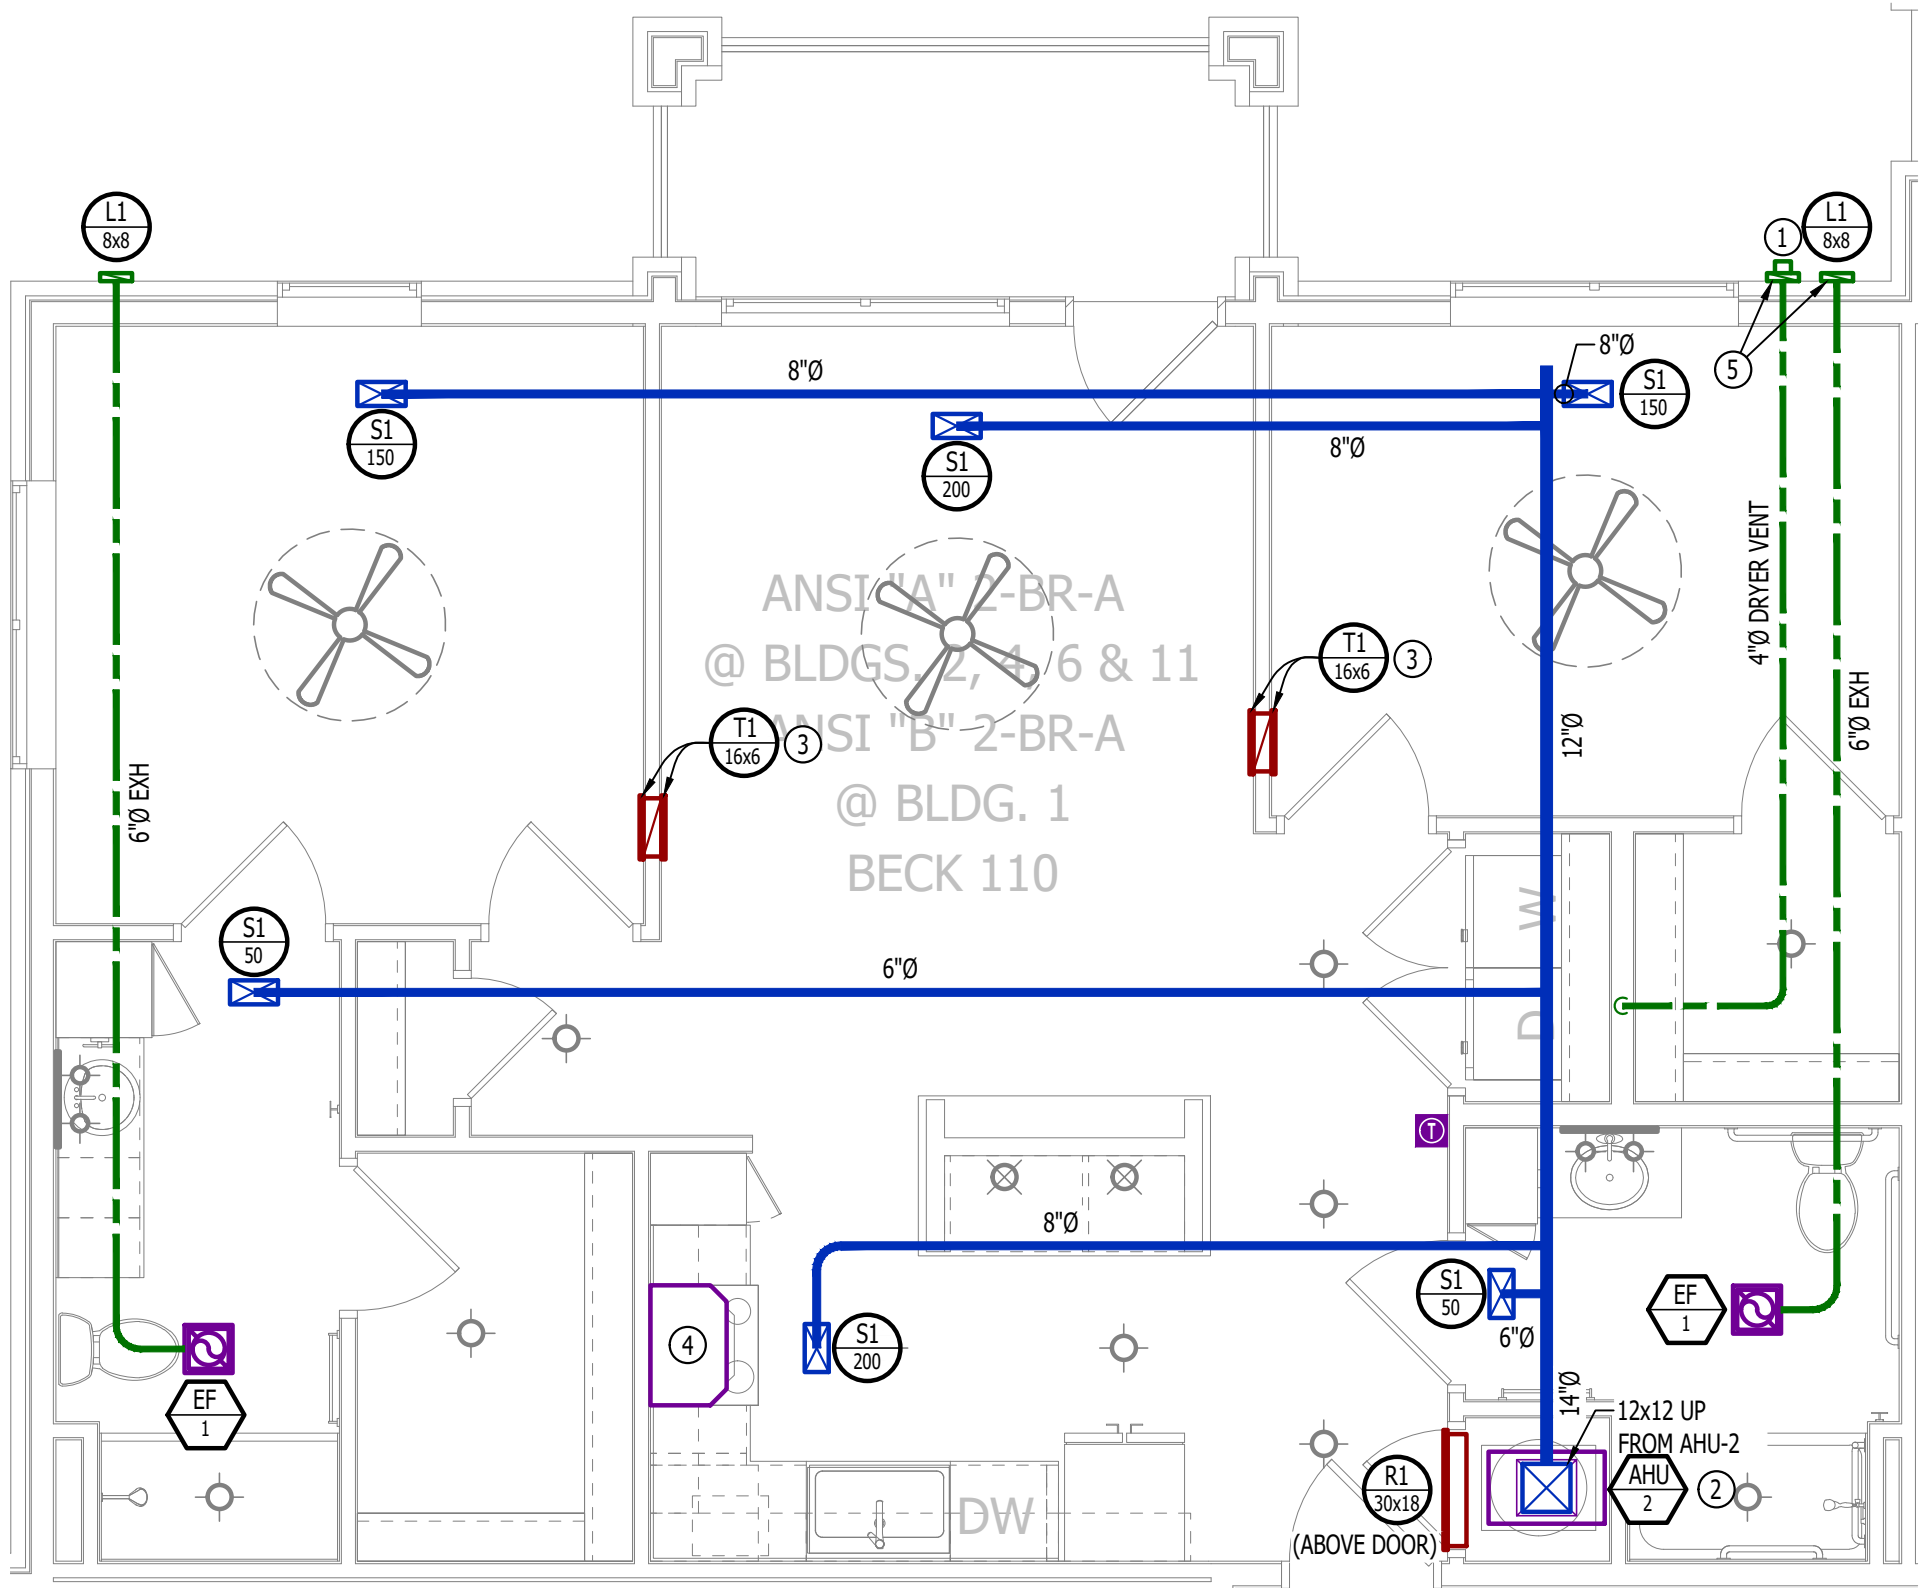 L1
8x8
1
L1
8x8
8"Ø
8"Ø
S1
150
5
S1
150
8"Ø
S1
200
4"Ø DRYER VENT
ANSI "A" 2-BR-A
@ BLDGS. 2, 4, 6 & 11
ANSI "B" 2-BR-A
@ BLDG. 1
BECK 110
T1
16x6
3
T1
16x6
3
12"Ø
6"Ø EXH
6"Ø EXH
S1
50
W
6"Ø
D
T
8"Ø
S1
50
EF
1
6"Ø
4
S1
200
EF
1
14"Ø
12x12 UP
FROM AHU-2
R1
30x18
AHU
2
2
DW
(ABOVE DOOR)